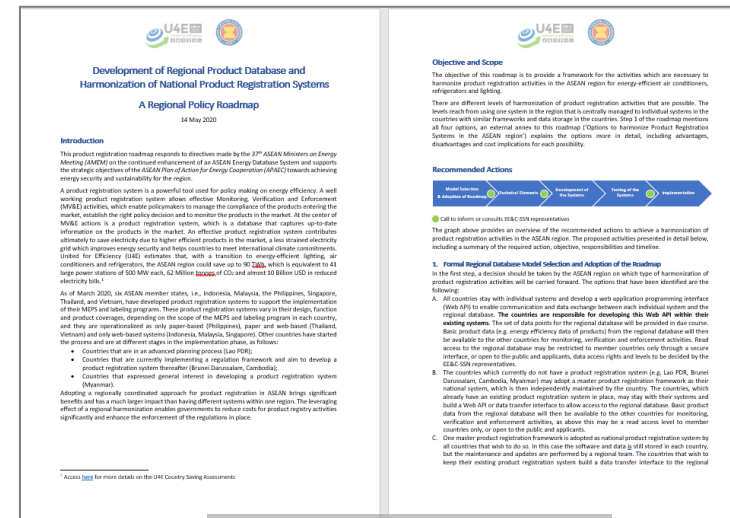 U4E
Development of Regional Product Database and
Harmonization of National Product Registration Systems
A Regional Policy Roadmap
14 May 2020
Introduction
This product registration roadmap responds to directives made by the 37th ASEAN Ministers on Energy
Meeting (AMEM) on the continued enhancement of an ASEAN Energy Database System and supports
the strategic objectives of the ASEAN Plan of Action for Energy Cooperation (APAEC) towards achieving
energy security and sustainability for the region.
A product registration system is a powerful tool used for policy making on energy efficiency. A well
working product registration system allows effective Monitoring, Verification and Enforcement
(MV&E) activities, which enable policymakers to manage the compliance of the products entering the
market, establish the right policy decision and to monitor the products in the market. At the center of
MV&E actions is a product registration system, which is a database that captures up-to-date
information on the products in the market. An effective product registration system contributes
ultimately to save electricity due to higher efficient products in the market, a less strained electricity
grid which improves energy security and helps countries to meet international climate commitments.
United for Efficiency (U4E) estimates that, with a transition to energy-efficient lighting, air
conditioners and refrigerators, the ASEAN region could save up to 90 TWh, which is equivalent to 41
large power stations of 500 MW each, 62 Million tonnes of CO₂ and almost 10 Billion USD in reduced
electricity bills.¹
As of March 2020, six ASEAN member states, i.e., Indonesia, Malaysia, the Philippines, Singapore,
Thailand, and Vietnam, have developed product registration systems to support the implementation
of their MEPS and labeling programs. These product registration systems vary in their design, function
and product coverages, depending on the scope of the MEPS and labeling program in each country,
and they are operationalized as only paper-based (Philippines), paper and web-based (Thailand,
Vietnam) and only web-based systems (Indonesia, Malaysia, Singapore). Other countries have started
the process and are at different stages in the implementation phase, as follows:
• Countries that are in an advanced planning process (Lao PDR);
• Countries that are currently implementing a regulation framework and aim to develop a
product registration system thereafter (Brunei Darussalam, Cambodia);
• Countries that expressed general interest in developing a product registration system
(Myanmar).
Adopting a regionally coordinated approach for product registration in ASEAN brings significant
benefits and has a much larger impact than having different systems within one region. The leveraging
effect of a regional harmonization enables governments to reduce costs for product registry activities
significantly and enhance the enforcement of the regulations in place.
¹ Access here for more details on the U4E Country Saving Assessments
U4E
Objective and Scope
The objective of this roadmap is to provide a framework for the activities which are necessary to
harmonize product registration activities in the ASEAN region for energy-efficient air conditioners,
refrigerators and lighting.
There are different levels of harmonization of product registration activities that are possible. The
levels reach from using one system in the region that is centrally managed to individual systems in the
countries with similar frameworks and data storage in the countries. Step 1 of the roadmap mentions
all four options, an external annex to this roadmap ('Options to Harmonize Product Registration
Systems in the ASEAN region') explains the options more in detail, including advantages,
disadvantages and cost implications for each possibility.
Recommended Actions
Model Selection
& Adoption of Roadmap
Technical Elements
Development of
the Systems
Testing of the
Systems
Implementation
Call to inform or consults EE&C-SSN representatives
The graph above provides an overview of the recommended actions to achieve a harmonization of
product registration activities in the ASEAN region. The proposed activities are presented in detail below,
including a summary of the required action, objective, responsibilities and timeline.
1. Formal Regional Database Model Selection and Adoption of the Roadmap
In the first step, a decision should be taken by the ASEAN region on which type of harmonization of
product registration activities will be carried forward. The options that have been identified are the
following:
A. All countries stay with individual systems and develop a web application programming interface
(Web API) to enable communication and data exchange between each individual system and the
regional database. The countries are responsible for developing this Web API within their
existing systems. The set of data points for the regional database will be provided in due course.
Basic product data (e.g. energy efficiency data of products) from the regional database will then
be available to the other countries for monitoring, verification and enforcement activities. Read
access to the regional database may be restricted to member countries only through a secure
interface, or open to the public and applicants, data access rights and levels to be decided by the
EE&C-SSN representatives.
B. The countries which currently do not have a product registration system (e.g. Lao PDR, Brunei
Darussalam, Cambodia, Myanmar) may adopt a master product registration framework as their
national system, which is then independently maintained by the country. The countries, which
already have an existing product registration system in place, may stay with their systems and
build a Web API or data transfer interface to allow access to the regional database. Basic product
data from the regional database will then be available to the other countries for monitoring,
verification and enforcement activities, as above this may be a read access level to member
countries only, or open to the public and applicants.
C. One master product registration framework is adopted as national product registration system by
all countries that wish to do so. In this case the software and data is still stored in each country,
but the maintenance and updates are performed by a regional team. The countries that wish to
keep their existing product registration system build a data transfer interface to the regional